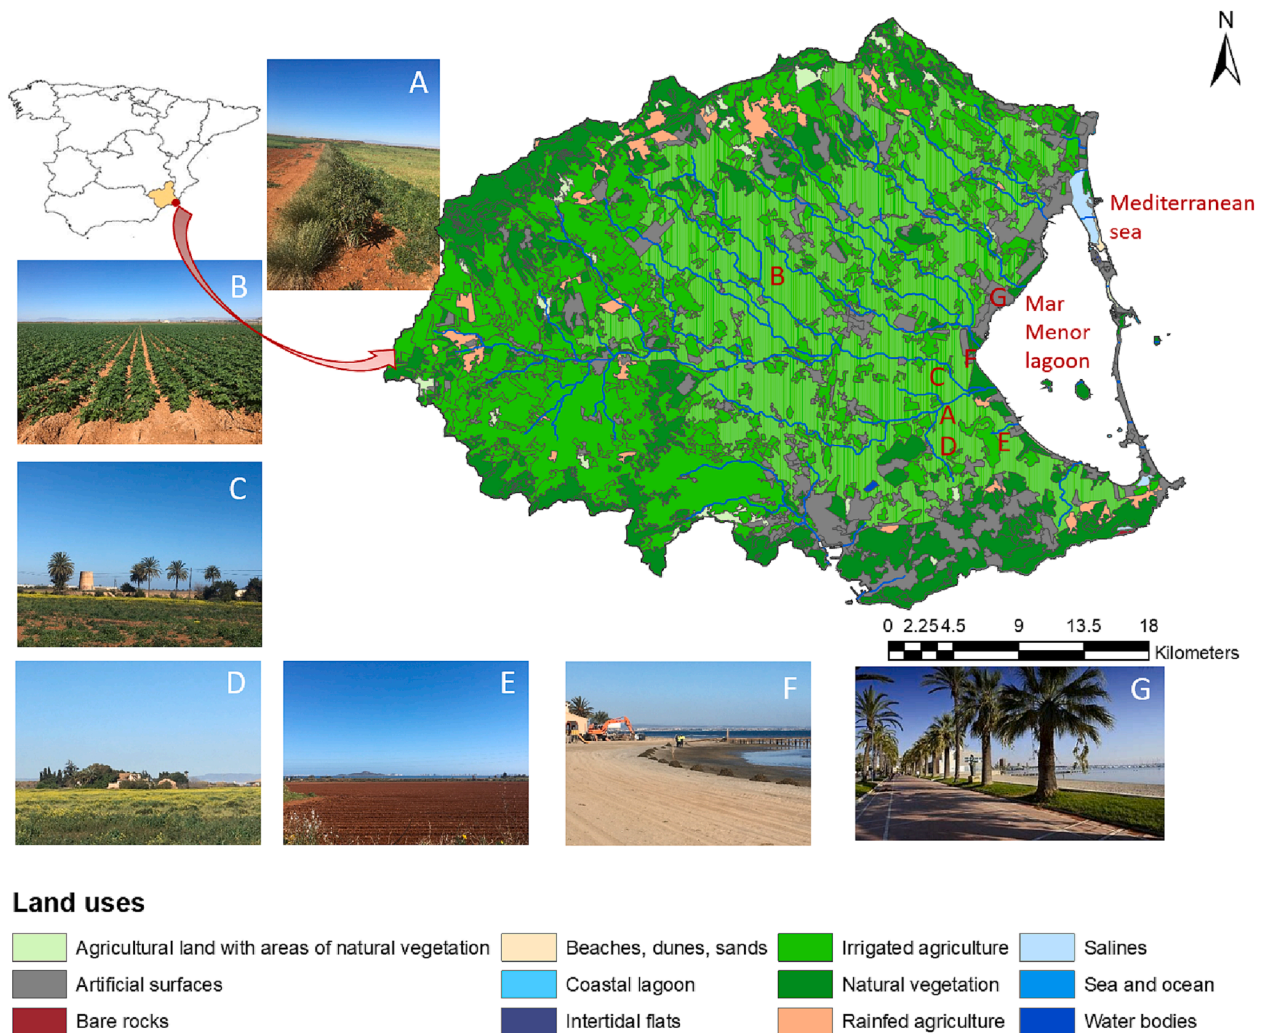 N
A
Mediterranean
sea
B
B
G
Mar
Menor
lagoon
F
C
A
D
E
C
0 2.25 4.5 9 13.5 18
Kilometers
D
E
F
G
Land uses
Agricultural land with areas of natural vegetation
Beaches, dunes, sands
Irrigated agriculture
Salines
Artificial surfaces
Coastal lagoon
Natural vegetation
Sea and ocean
Bare rocks
Intertidal flats
Rainfed agriculture
Water bodies